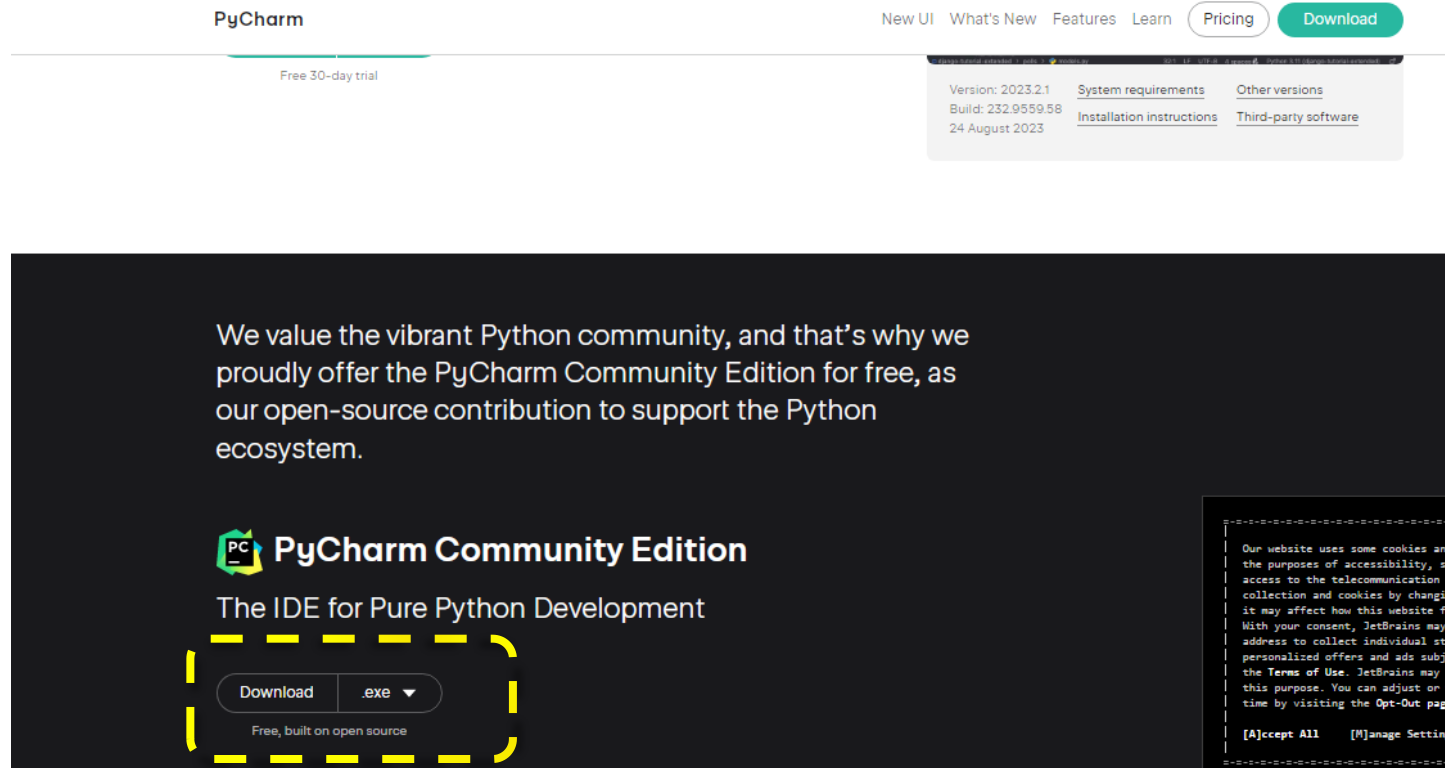 PyCharm
New UI What's New Features Learn Pricing Download
Free 30-day trial
django-tutorial-extended > polls > models.py
Version: 2023.2.1 System requirements Other versions
Build: 232.9559.58
Installation instructions Third-party software
24 August 2023
We value the vibrant Python community, and that's why we
proudly offer the PyCharm Community Edition for free, as
our open-source contribution to support the Python
ecosystem.
PC PyCharm Community Edition
The IDE for Pure Python Development
Download .exe
Free, built on open source
Our website uses some cookies an
the purposes of accessibility, s
access to the telecommunication
collection and cookies by changi
it may affect how this website f
With your consent, JetBrains may
address to collect individual st
personalized offers and ads subj
the Terms of Use. JetBrains may
this purpose. You can adjust or
time by visiting the Opt-Out pag
[A]ccept All [M]anage Settin